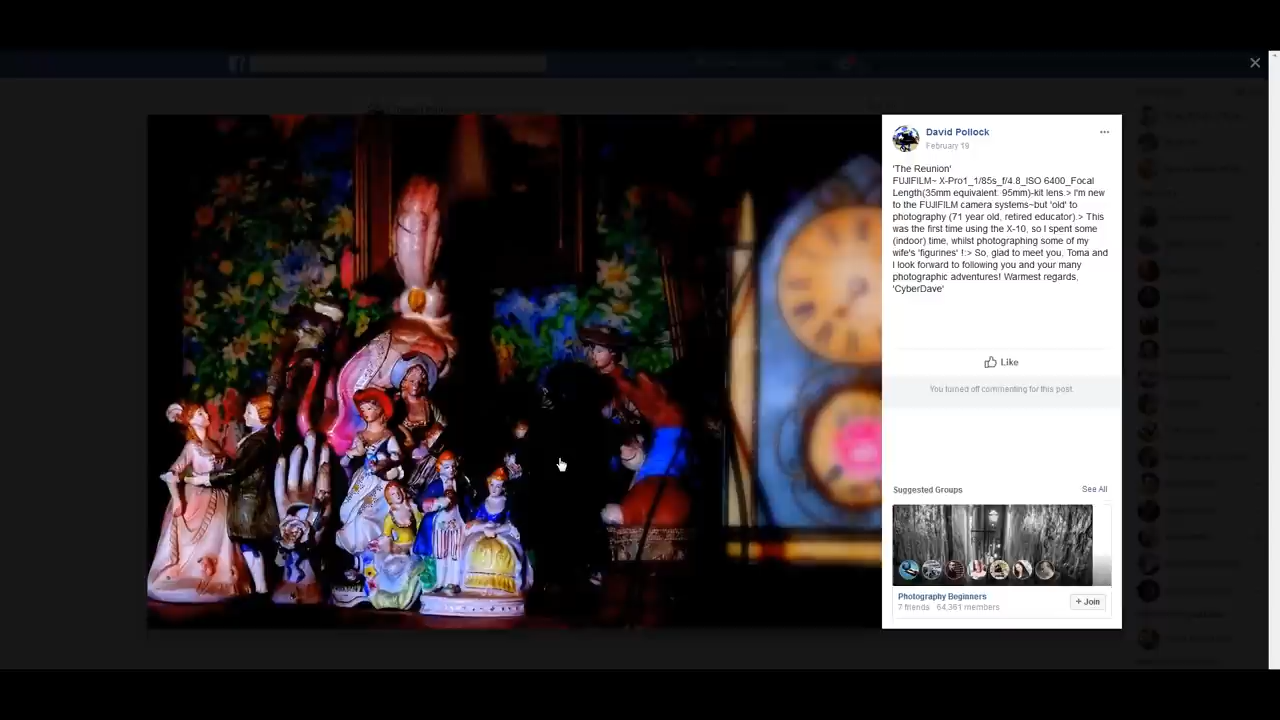 David Pollock
February 19
...
'The Reunion'
FUJIFILM~ X-Pro1_1/85s_f/4.8_ISO 6400_Focal
Length(35mm equivalent: 95mm)-kit lens.> I'm new
to the FUJIFILM camera systems~but 'old' to
photography (71 year old, retired educator).> This
was the first time using the X-10, so I spent some
(indoor) time, whilst photographing some of my
wife's 'figurines' !:> So, glad to meet you. Toma and
I look forward to following you and your many
photographic adventures! Warmest regards,
'CyberDave'
Like
You turned off commenting for this post.
Suggested Groups
See All
Photography Beginners
7 friends 64,361 members
+ Join